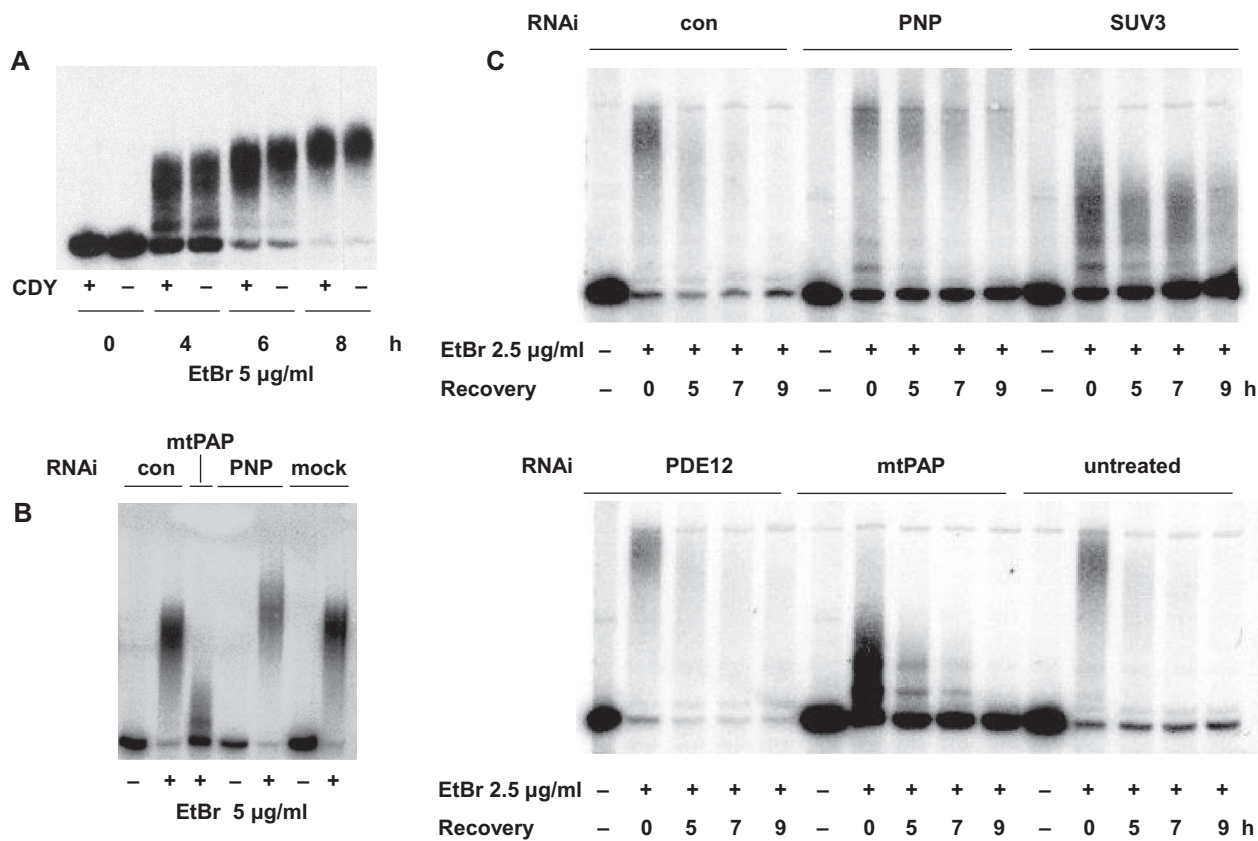 A
CDY + – + – + – + –
0 4 6 8 h
EtBr 5 µg/ml
mtPAP
RNAi con PNP mock
B
– + + – + – +
EtBr 5 µg/ml
RNAi con PNP SUV3
C
EtBr 2.5 µg/ml – + + + + – + + + + – + + + +
Recovery – 0 5 7 9 – 0 5 7 9 – 0 5 7 9 h
RNAi PDE12 mtPAP untreated
EtBr 2.5 µg/ml – + + + + – + + + + – + + + +
Recovery – 0 5 7 9 – 0 5 7 9 – 0 5 7 9 h